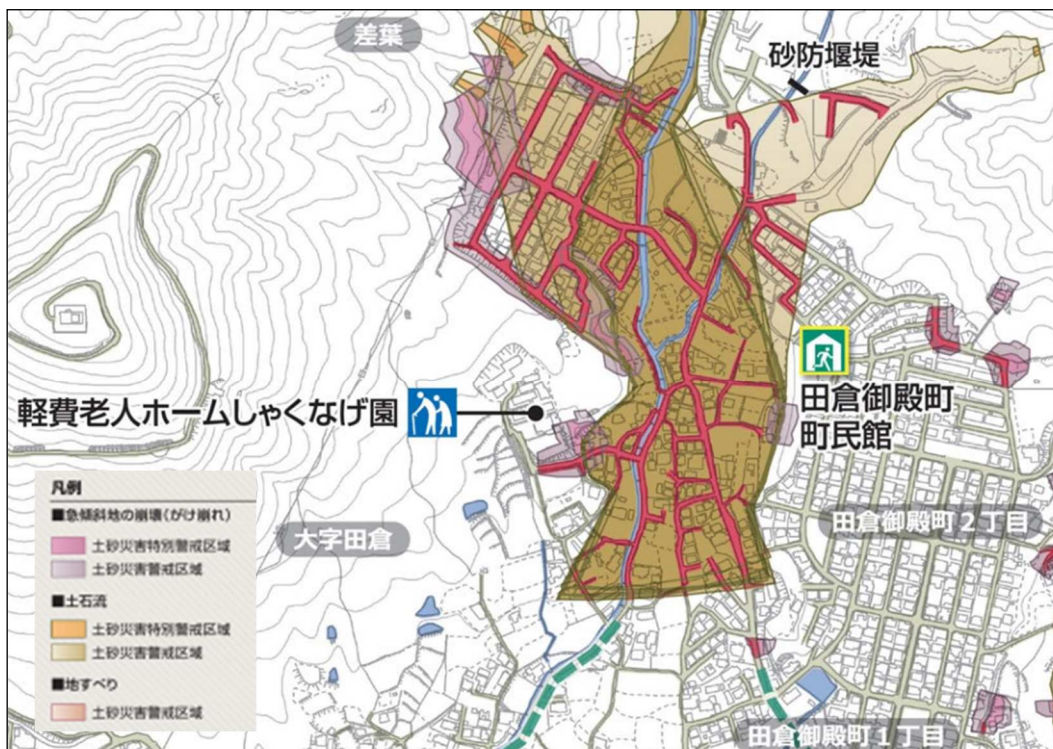 差葉
砂防堰堤
軽費老人ホームしゃくなげ園
田倉御殿町
町民館
凡例
■急傾斜地の崩壊(がけ崩れ)
土砂災害特別警戒区域
土砂災害警戒区域
■土石流
土砂災害特別警戒区域
土砂災害警戒区域
■地すべり
土砂災害警戒区域
大字田倉
田倉御殿町2丁目
田倉御殿町1丁目